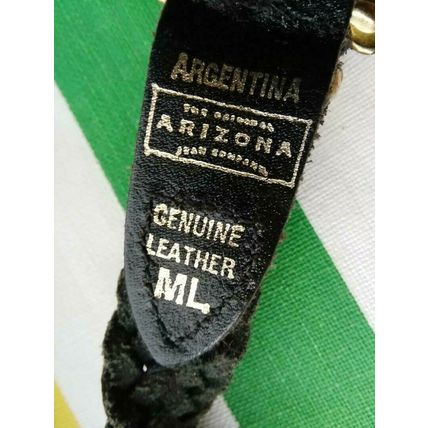 ARGENTINA
THE ORIGINAL
ARIZONA
JEAN COMPANY
GENUINE
LEATHER
ML